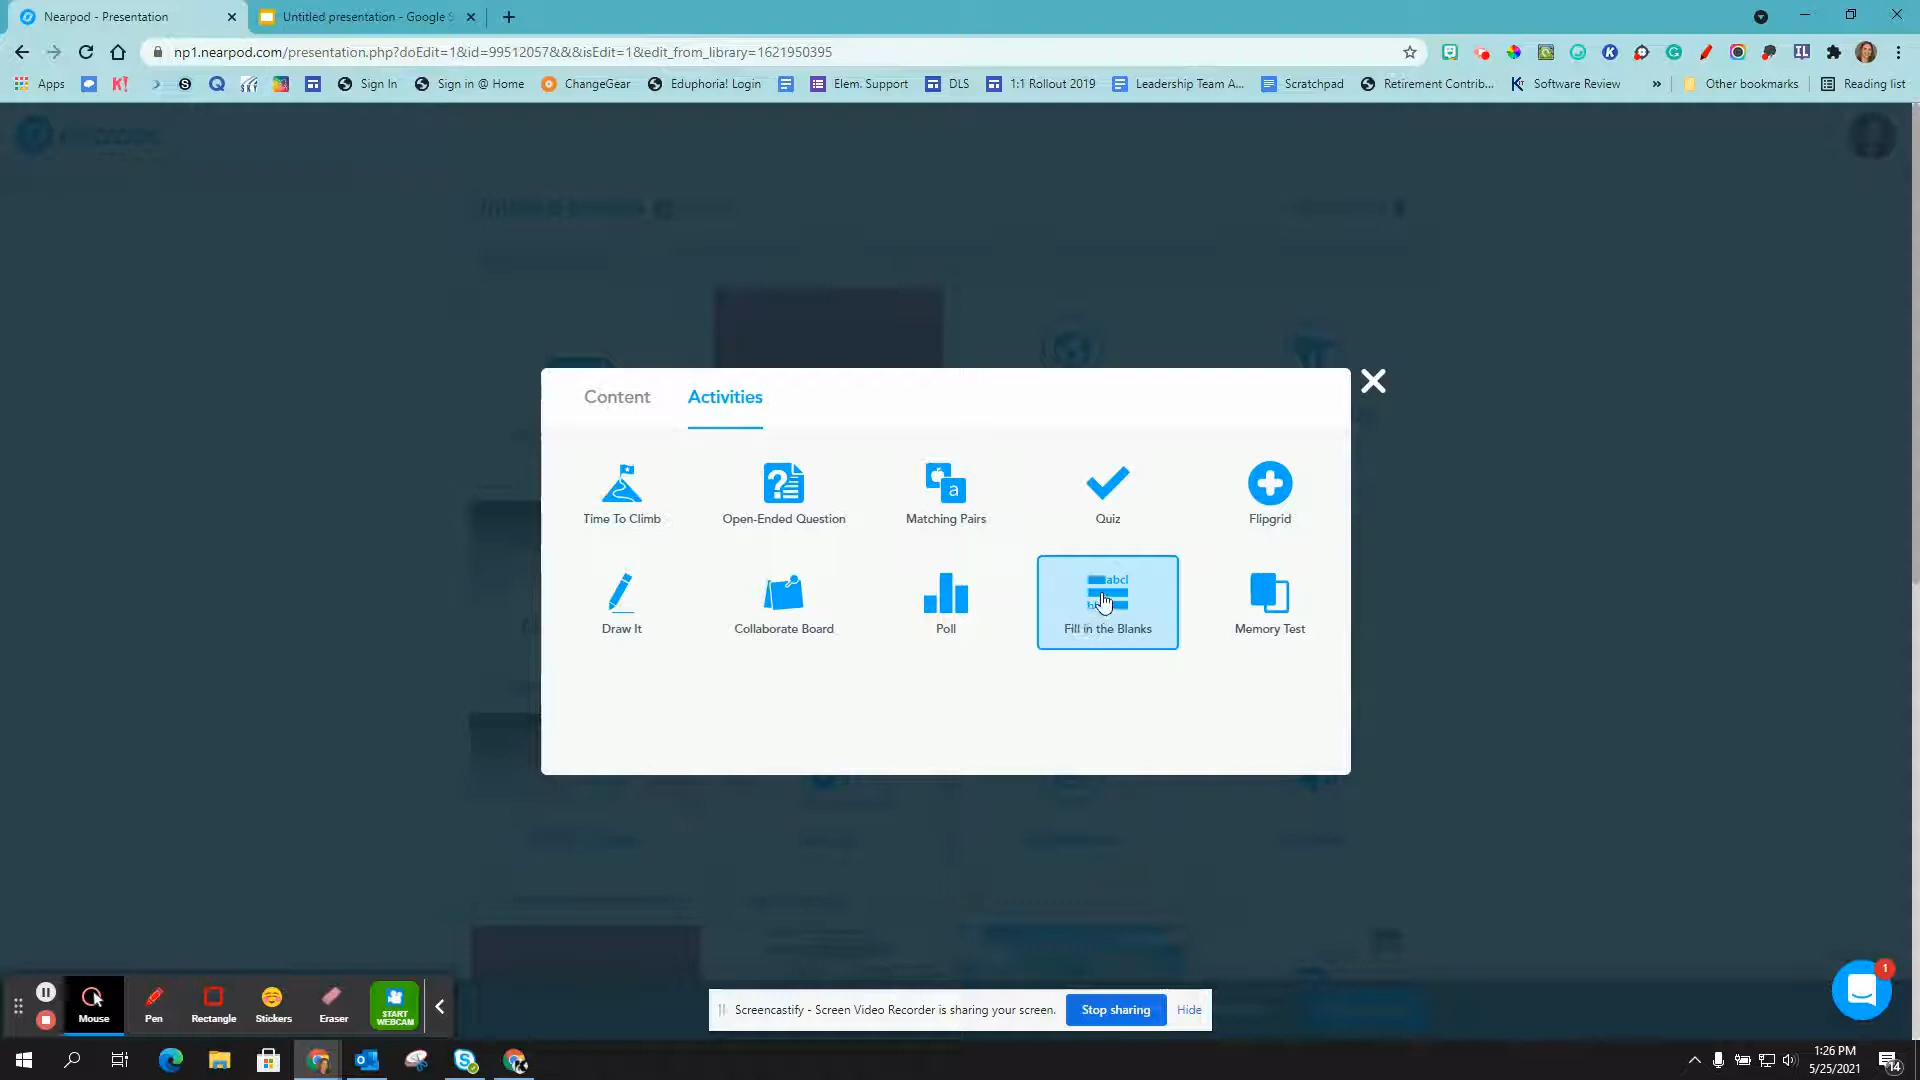 Nearpod - Presentation
Untitled presentation - Google S
np1.nearpod.com/presentation.php?doEdit=1&id=99512057&&&isEdit=1&edit_from_library=1621950395
Apps
Sign In
Sign in @ Home
ChangeGear
Eduphoria! Login
Elem. Support
DLS
1:1 Rollout 2019
Leadership Team A...
Scratchpad
Retirement Contrib...
Software Review
Other bookmarks
Reading list
Content
Activities
Time To Climb
Open-Ended Question
Matching Pairs
Quiz
Flipgrid
Draw It
Collaborate Board
Poll
Fill in the Blanks
Memory Test
Mouse
Pen
Rectangle
Stickers
Eraser
START
WEBCAM
Screencastify - Screen Video Recorder is sharing your screen.
Stop sharing
Hide
1
1:26 PM
5/25/2021
14